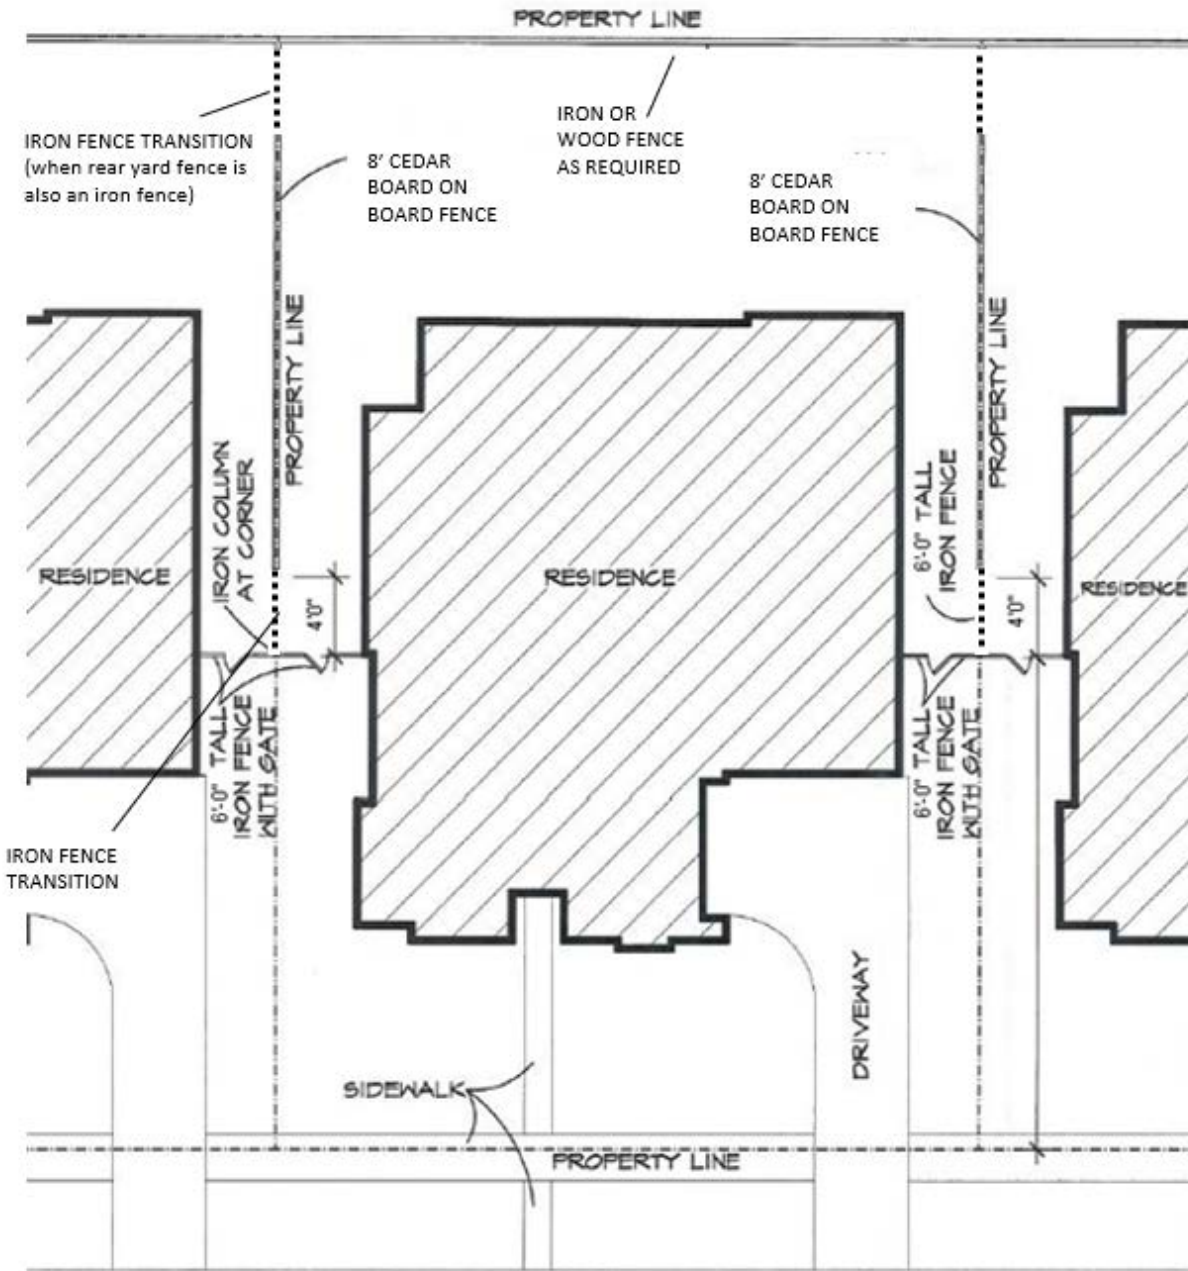 PROPERTY LINE
IRON FENCE TRANSITION
(when rear yard fence is
also an iron fence)
8' CEDAR
BOARD ON
BOARD FENCE
IRON OR
WOOD FENCE
AS REQUIRED
8' CEDAR
BOARD ON
BOARD FENCE
PROPERTY LINE
PROPERTY LINE
IRON COLUMN
AT CORNER
6'-0" TALL
IRON FENCE
RESIDENCE
RESIDENCE
RESIDENCE
4'0"
4'0"
6'-0" TALL
IRON FENCE
WITH GATE
6'-0" TALL
IRON FENCE
WITH GATE
IRON FENCE
TRANSITION
DRIVEWAY
SIDEWALK
PROPERTY LINE